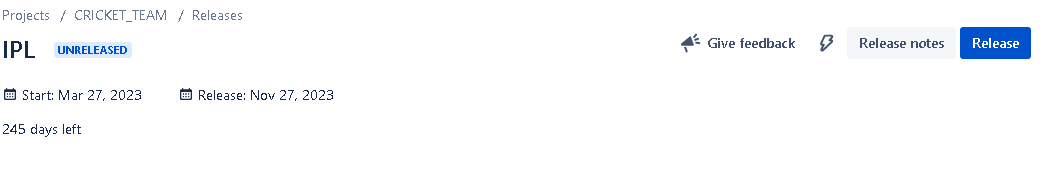 Projects / CRICKET_TEAM / Releases
IPL UNRELEASED Give feedback Release notes Release
Start: Mar 27, 2023 Release: Nov 27, 2023
245 days left